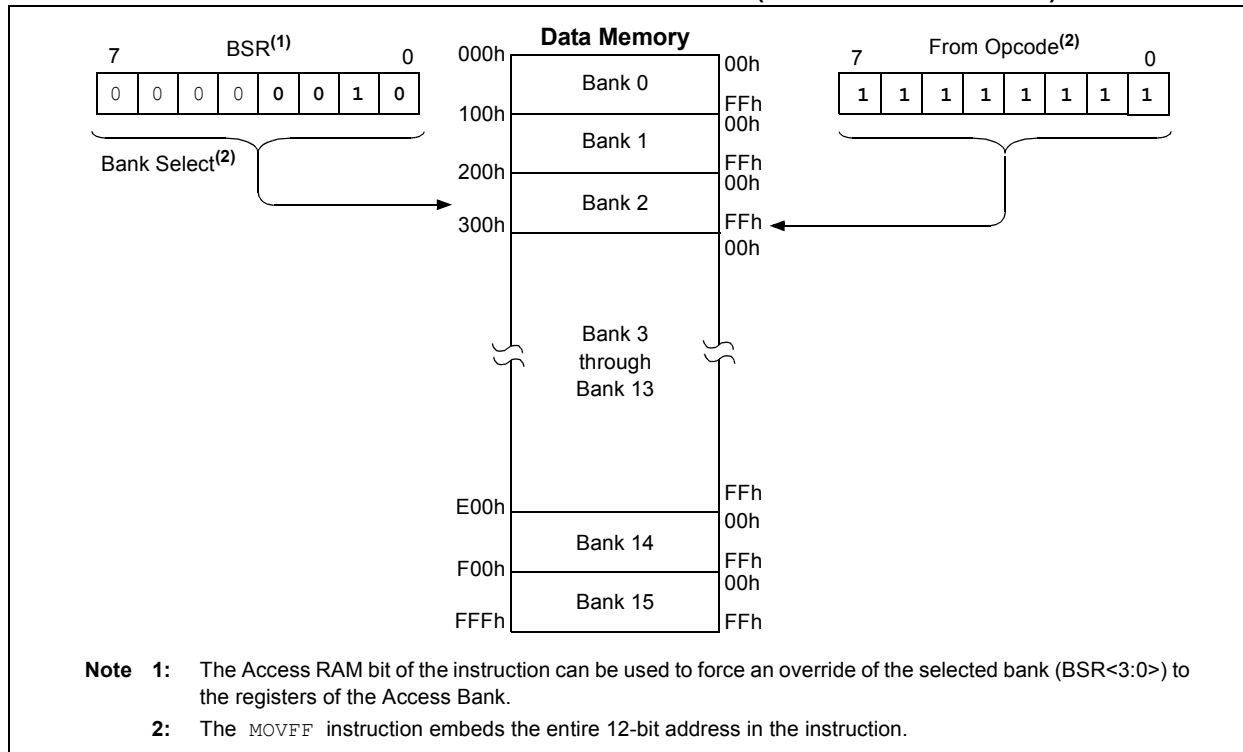 7 BSR(1) 0
0 0 0 0 0 0 1 0
Bank Select(2)
Data Memory
000h
100h
200h
300h
E00h
F00h
FFFh
Bank 0
Bank 1
Bank 2
Bank 3
through
Bank 13
Bank 14
Bank 15
00h
FFh
00h
FFh
00h
FFh
00h
FFh
00h
FFh
00h
FFh
7 From Opcode(2) 0
1 1 1 1 1 1 1 1
Note 1: The Access RAM bit of the instruction can be used to force an override of the selected bank (BSR<3:0>) to
the registers of the Access Bank.
2: The MOVFF instruction embeds the entire 12-bit address in the instruction.